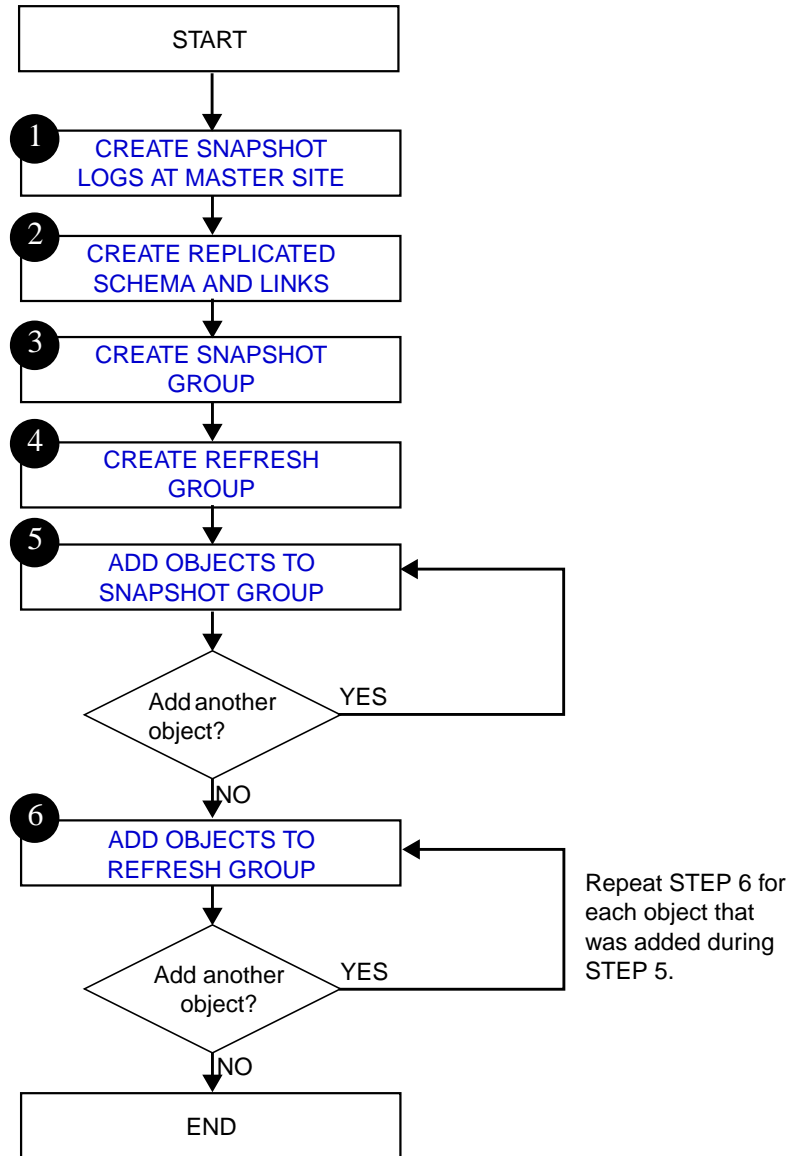 START
1
CREATE SNAPSHOT
LOGS AT MASTER SITE
2
CREATE REPLICATED
SCHEMA AND LINKS
3
CREATE SNAPSHOT
GROUP
4
CREATE REFRESH
GROUP
5
ADD OBJECTS TO
SNAPSHOT GROUP
Add another
object?
YES
NO
6
ADD OBJECTS TO
REFRESH GROUP
Repeat STEP 6 for
each object that
was added during
STEP 5.
Add another
object?
YES
NO
END